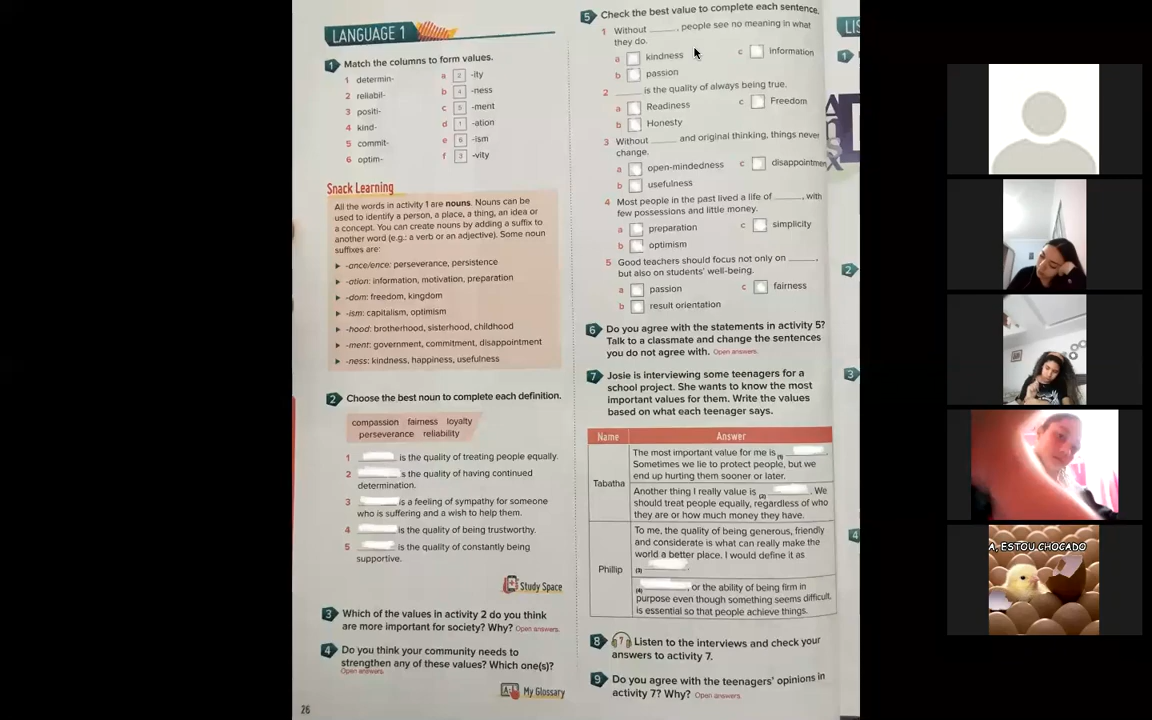 LANGUAGE 1
1 Match the columns to form values.
1 determin-
2 reliabil-
3 positi-
4 kind-
5 commit-
6 optim-
a 2 -ity
b 4 -ness
c 5 -ment
d 1 -ation
e 6 -ism
f 3 -vity
Snack Learning
All the words in activity 1 are nouns. Nouns can be
used to identify a person, a place, a thing, an idea or
a concept. You can create nouns by adding a suffix to
another word (e.g.: a verb or an adjective). Some noun
suffixes are:
-ance/ence: perseverance, persistence
-ation: information, motivation, preparation
-dom: freedom, kingdom
-ism: capitalism, optimism
-hood: brotherhood, sisterhood, childhood
-ment: government, commitment, disappointment
-ness: kindness, happiness, usefulness
2 Choose the best noun to complete each definition.
compassion fairness loyalty
perseverance reliability
1 is the quality of treating people equally.
2 is the quality of having continued
determination.
3 is a feeling of sympathy for someone
who is suffering and a wish to help them.
4 is the quality of being trustworthy.
5 is the quality of constantly being
supportive.
Study Space
3 Which of the values in activity 2 do you think
are more important for society? Why? Open answers.
4 Do you think your community needs to
strengthen any of these values? Which one(s)?
Open answers.
My Glossary
26
5 Check the best value to complete each sentence.
1 Without ______, people see no meaning in what
they do.
a kindness c information
b passion
2 ______ is the quality of always being true.
a Readiness c Freedom
b Honesty
3 Without ______ and original thinking, things never
change.
a open-mindedness c disappointmen
b usefulness
4 Most people in the past lived a life of ______, with
few possessions and little money.
a preparation c simplicity
b optimism
5 Good teachers should focus not only on ______,
but also on students' well-being.
a passion c fairness
b result orientation
6 Do you agree with the statements in activity 5?
Talk to a classmate and change the sentences
you do not agree with. Open answers.
7 Josie is interviewing some teenagers for a
school project. She wants to know the most
important values for them. Write the values
based on what each teenager says.
Name Answer
Tabatha
The most important value for me is (1)
Sometimes we lie to protect people, but we
end up hurting them sooner or later.
Another thing I really value is (2) . We
should treat people equally, regardless of who
they are or how much money they have.
Phillip
To me, the quality of being generous, friendly
and considerate is what can really make the
world a better place. I would define it as
(3) .
(4) , or the ability of being firm in
purpose even though something seems difficult,
is essential so that people achieve things.
8 7 Listen to the interviews and check your
answers to activity 7.
9 Do you agree with the teenagers' opinions in
activity 7? Why? Open answers.
LIS
1
2
3
4
A, ESTOU CHOCADO